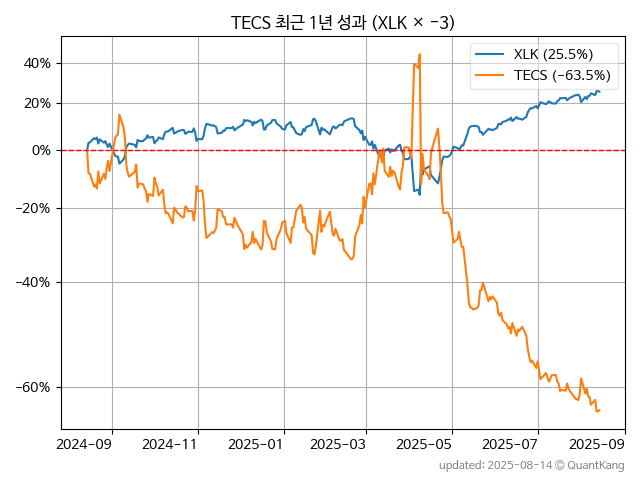 TECS 최근 1년 성과 (XLK × −3)
XLK (25.5%)
TECS (−63.5%)
40%
20%
0%
−20%
−40%
−60%
2024−09 2024−11 2025−01 2025−03 2025−05 2025−07 2025−09
updated: 2025-08-14 © QuantKang